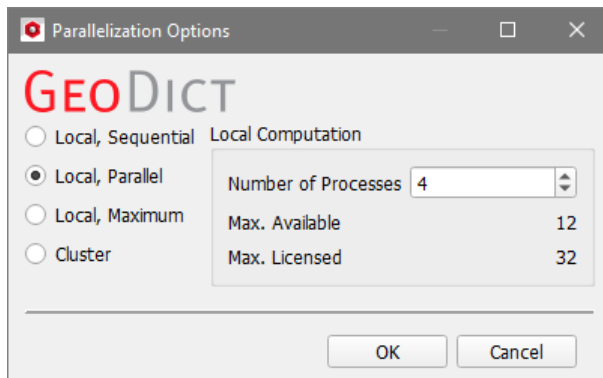 Parallelization Options
GEODICT
Local, Sequential
Local, Parallel
Local, Maximum
Cluster
Local Computation
Number of Processes 4
Max. Available 12
Max. Licensed 32
OK Cancel